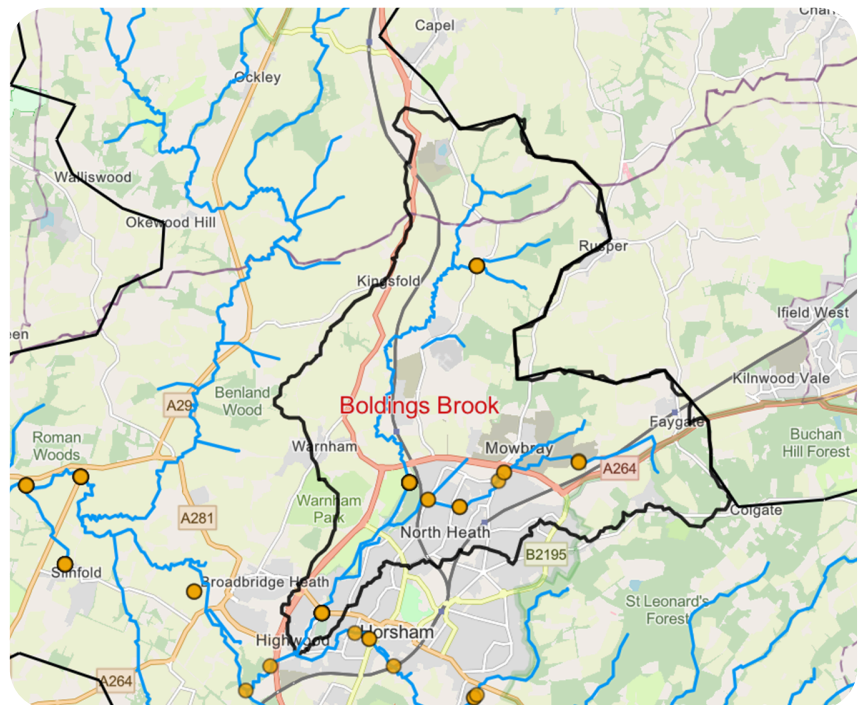 Capel
Ockley
Walliswood
Okewood Hill
Rusper
Kingsfold
Ifield West
Kilnwood Vale
Benland
Wood
A29
Boldings Brook
Faygate
Roman
Woods
Warnham
Mowbray
Buchan
Hill Forest
A264
Warnham
Park
A281
North Heath
Colgate
B2195
Slinfold
Broadbridge Heath
St Leonard's
Forest
Highwood
Horsham
A264